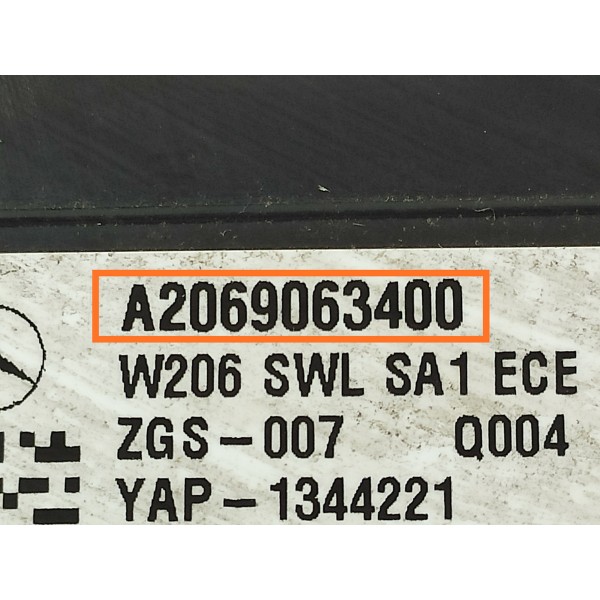 A2069063400
W206 SWL SA1 ECE
ZGS-007 Q004
YAP-1344221